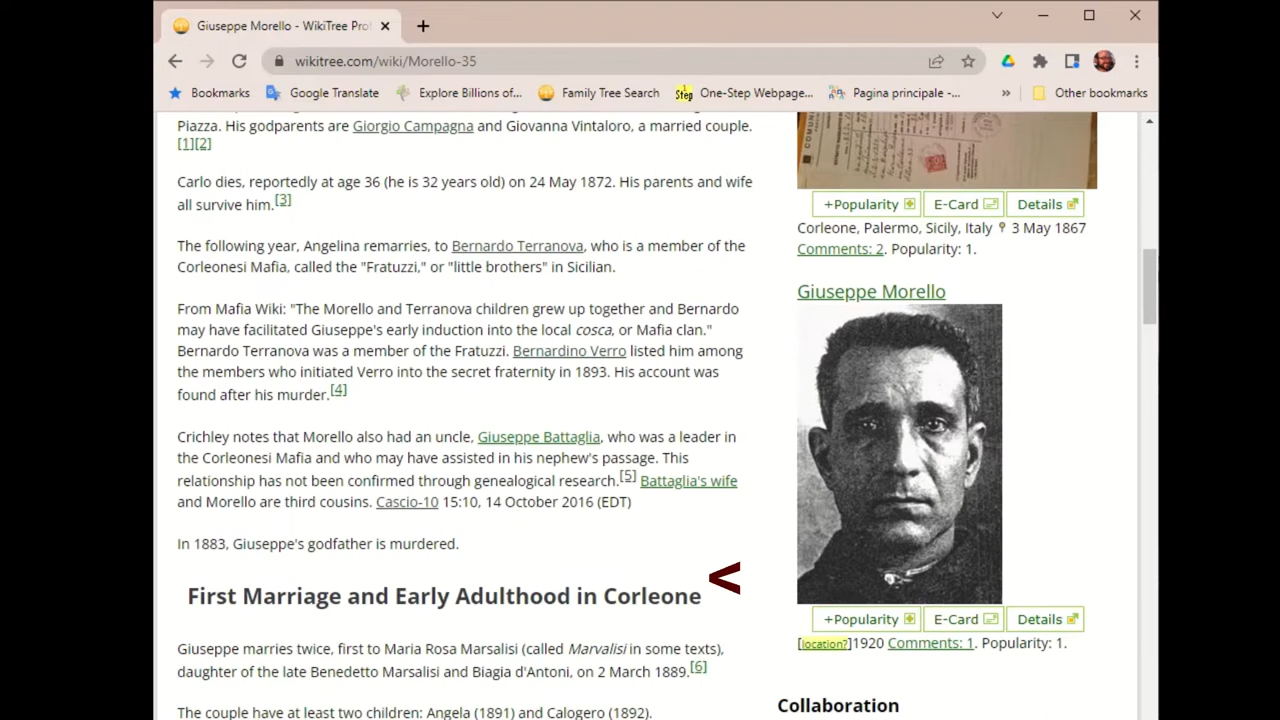 Giuseppe Morello - WikiTree Pro
wikitree.com/wiki/Morello-35
Bookmarks
Google Translate
Explore Billions of...
Family Tree Search
Step
One-Step Webpage...
Pagina principale -...
»
Other bookmarks
Piazza. His godparents are Giorgio Campagna and Giovanna Vintaloro, a married couple.
[1][2]
Carlo dies, reportedly at age 36 (he is 32 years old) on 24 May 1872. His parents and wife
all survive him.[3]
The following year, Angelina remarries, to Bernardo Terranova, who is a member of the
Corleonesi Mafia, called the "Fratuzzi," or "little brothers" in Sicilian.
From Mafia Wiki: "The Morello and Terranova children grew up together and Bernardo
may have facilitated Giuseppe's early induction into the local cosca, or Mafia clan."
Bernardo Terranova was a member of the Fratuzzi. Bernardino Verro listed him among
the members who initiated Verro into the secret fraternity in 1893. His account was
found after his murder.[4]
Crichley notes that Morello also had an uncle, Giuseppe Battaglia, who was a leader in
the Corleonesi Mafia and who may have assisted in his nephew's passage. This
relationship has not been confirmed through genealogical research.[5] Battaglia's wife
and Morello are third cousins. Cascio-10 15:10, 14 October 2016 (EDT)
In 1883, Giuseppe's godfather is murdered.
<
First Marriage and Early Adulthood in Corleone
Giuseppe marries twice, first to Maria Rosa Marsalisi (called Marvalisi in some texts),
daughter of the late Benedetto Marsalisi and Biagia d'Antoni, on 2 March 1889.[6]
The couple have at least two children: Angela (1891) and Calogero (1892).
+Popularity
E-Card
Details
Corleone, Palermo, Sicily, Italy 3 May 1867
Comments: 2. Popularity: 1.
Giuseppe Morello
+Popularity
E-Card
Details
[location?]1920 Comments: 1. Popularity: 1.
Collaboration